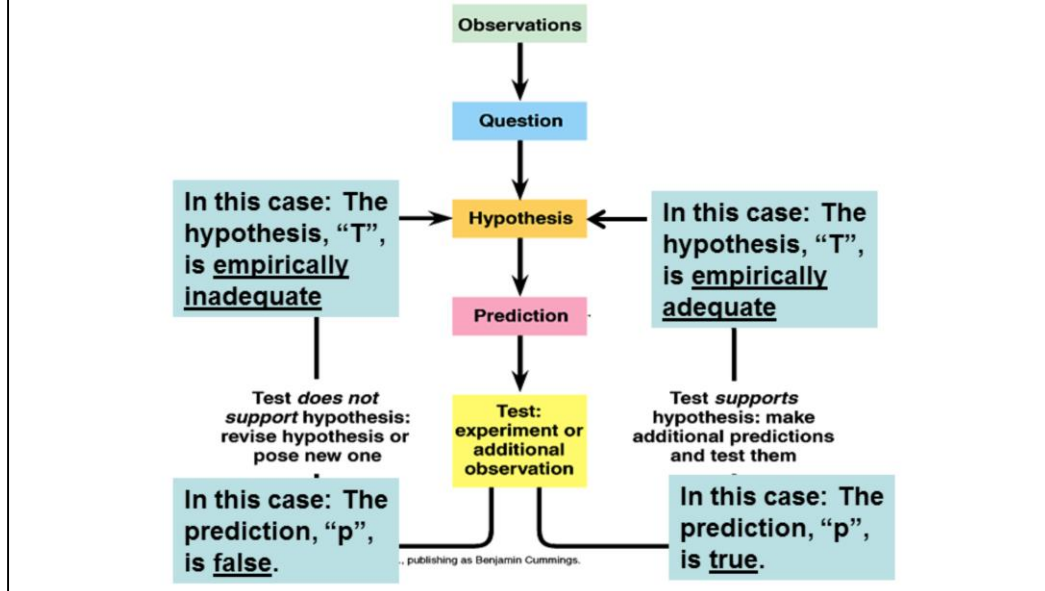 Observations
Question
In this case: The
hypothesis, “T”,
is empirically
inadequate
Hypothesis
In this case: The
hypothesis, “T”,
is empirically
adequate
Prediction
Test does not
support hypothesis:
revise hypothesis or
pose new one
Test:
experiment or
additional
observation
Test supports
hypothesis: make
additional predictions
and test them
In this case: The
prediction, “p”,
is false.
In this case: The
prediction, “p”,
is true.
., publishing as Benjamin Cummings.